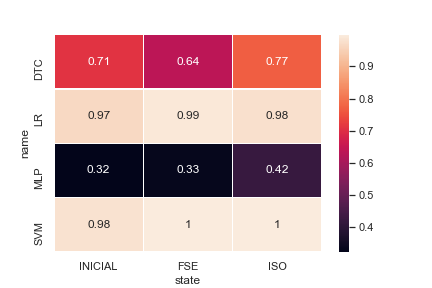 name
DTC
0.71 0.64 0.77
LR
0.97 0.99 0.98
MLP
0.32 0.33 0.42
SVM
0.98 1 1
INICIAL FSE ISO
state
0.9
0.8
0.7
0.6
0.5
0.4